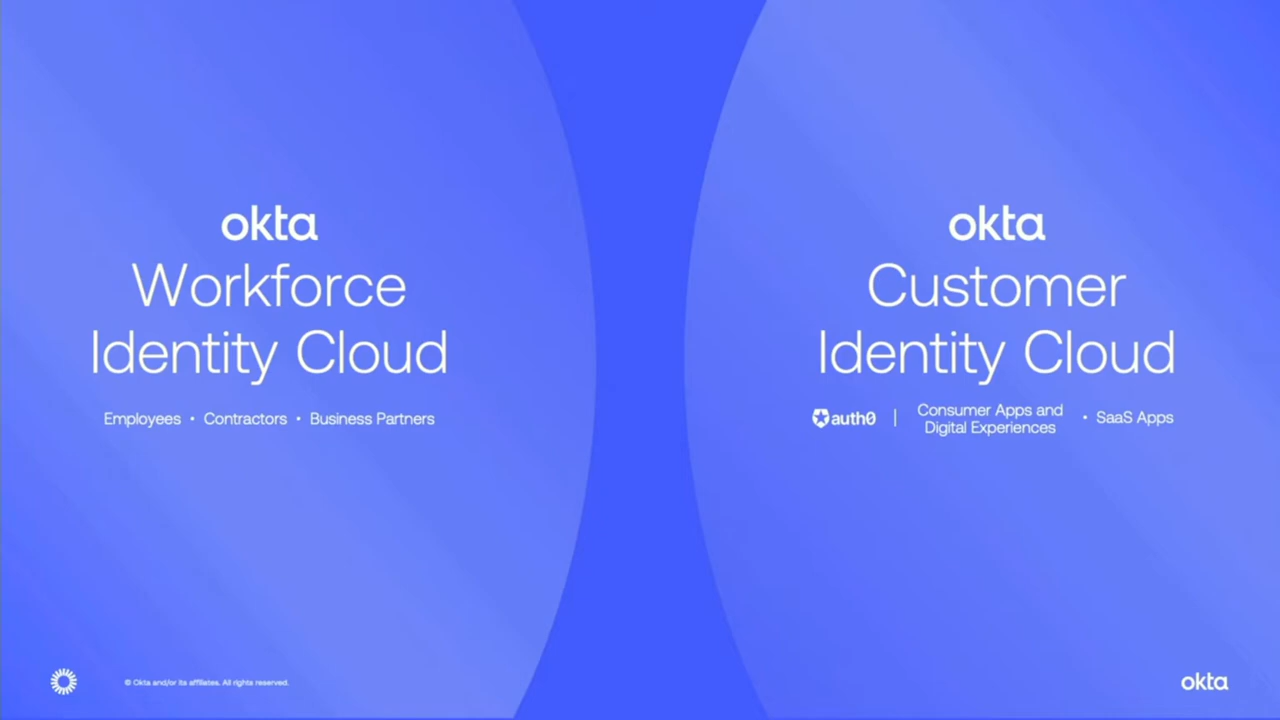 okta
Workforce
Identity Cloud
Employees • Contractors • Business Partners
okta
Customer
Identity Cloud
auth0 | Consumer Apps and
Digital Experiences • SaaS Apps
© Okta and/or its affiliates. All rights reserved.
okta